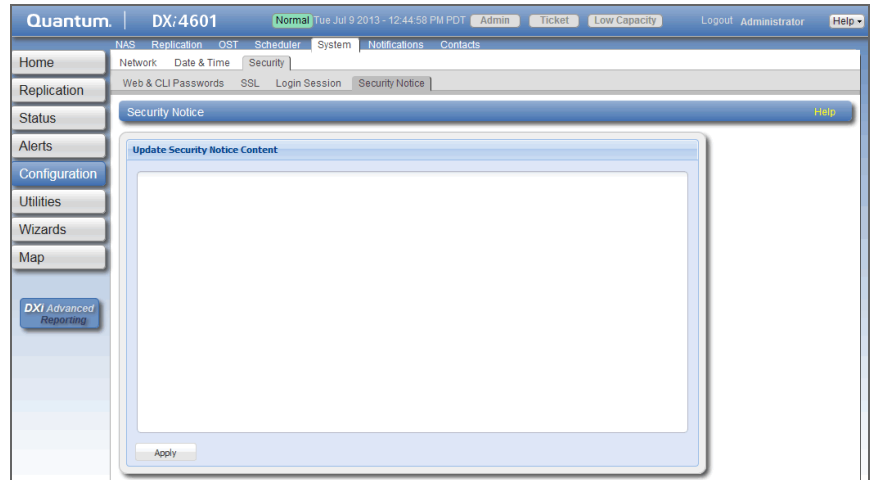 Quantum. DXi4601 Normal Tue Jul 9 2013 - 12:44:58 PM PDT Admin Ticket Low Capacity Logout Administrator Help
NAS Replication OST Scheduler System Notifications Contacts
Home
Network Date & Time Security
Web & CLI Passwords SSL Login Session Security Notice
Replication
Status
Security Notice Help
Alerts
Update Security Notice Content
Configuration
Utilities
Wizards
Map
DXi Advanced
Reporting
Apply